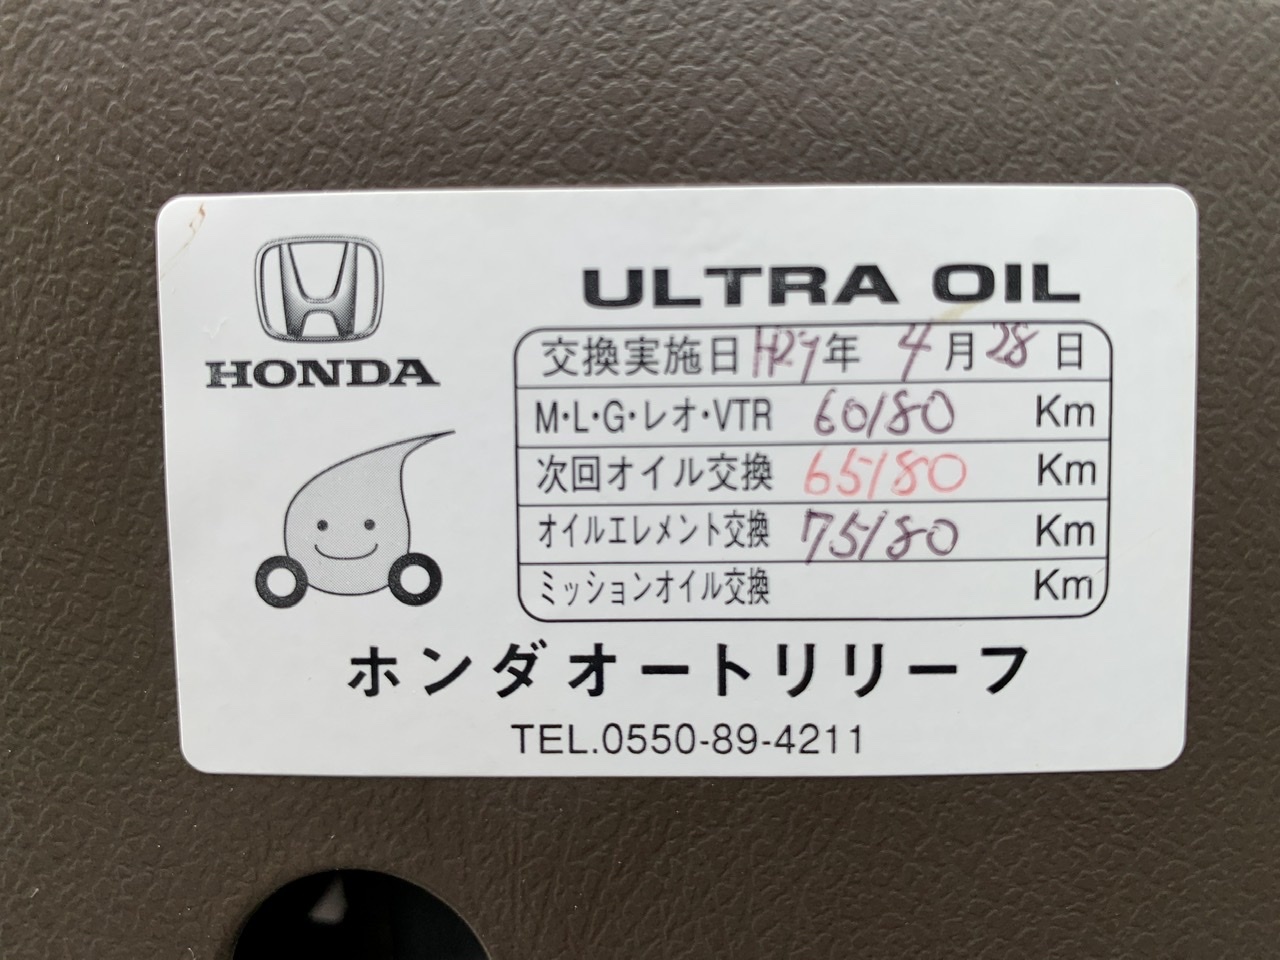 ULTRA OIL
HONDA
交換実施日 H29年 4月 28日
M・L・G・レオ・VTR 60180 Km
次回オイル交換 65180 Km
オイルエレメント交換 75180 Km
ミッションオイル交換 Km
ホンダオートリリーフ
TEL.0550-89-4211